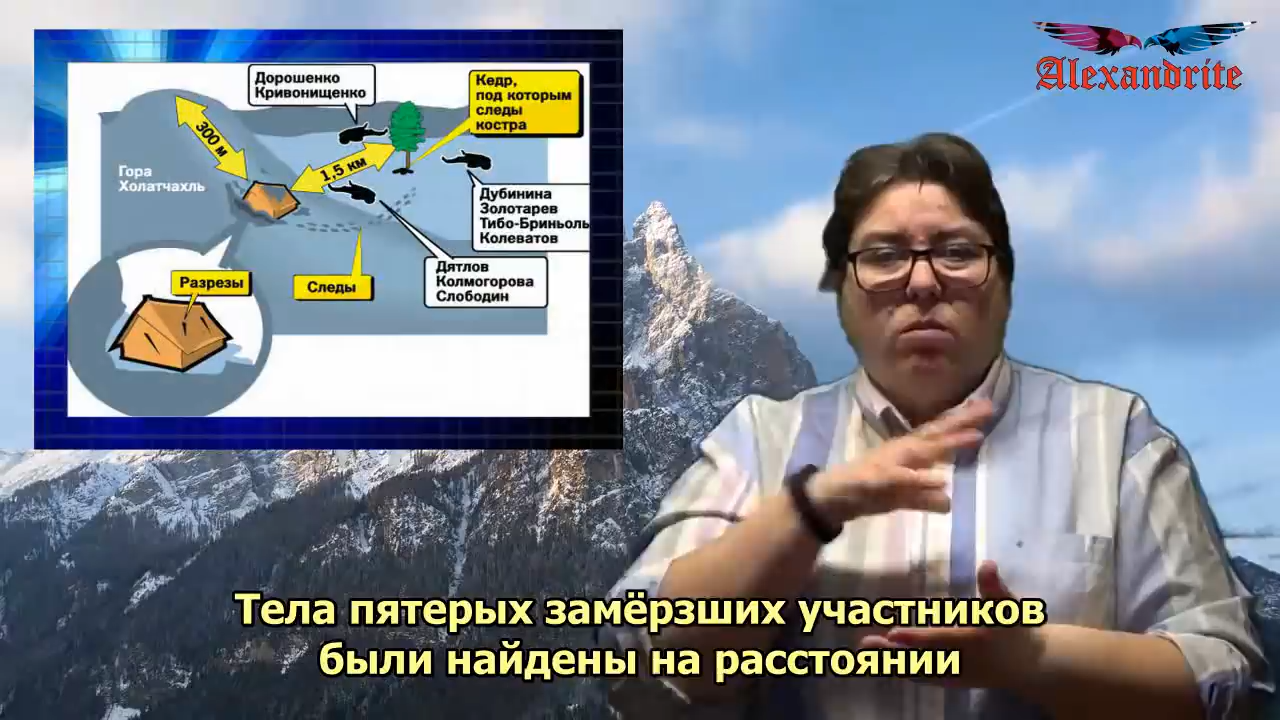 Alexandrite
Дорошенко
Кривонищенко
Кедр,
под которым
следы
костра
300 м
1,5 км
Гора
Холатчахль
Дубинина
Золотарев
Тибо-Бриньоль
Колеватов
Дятлов
Колмогорова
Слободин
Разрезы
Следы
Тела пятерых замёрзших участников
были найдены на расстоянии